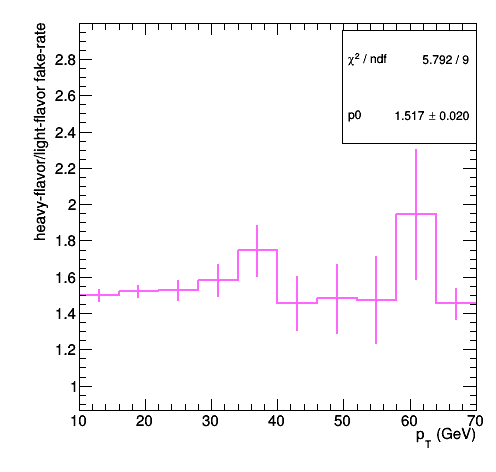 heavy-flavor/light-flavor fake-rate
χ² / ndf 5.792 / 9
p0 1.517 ± 0.020
2.8
2.6
2.4
2.2
2
1.8
1.6
1.4
1.2
1
10 20 30 40 50 60 70
p_T (GeV)